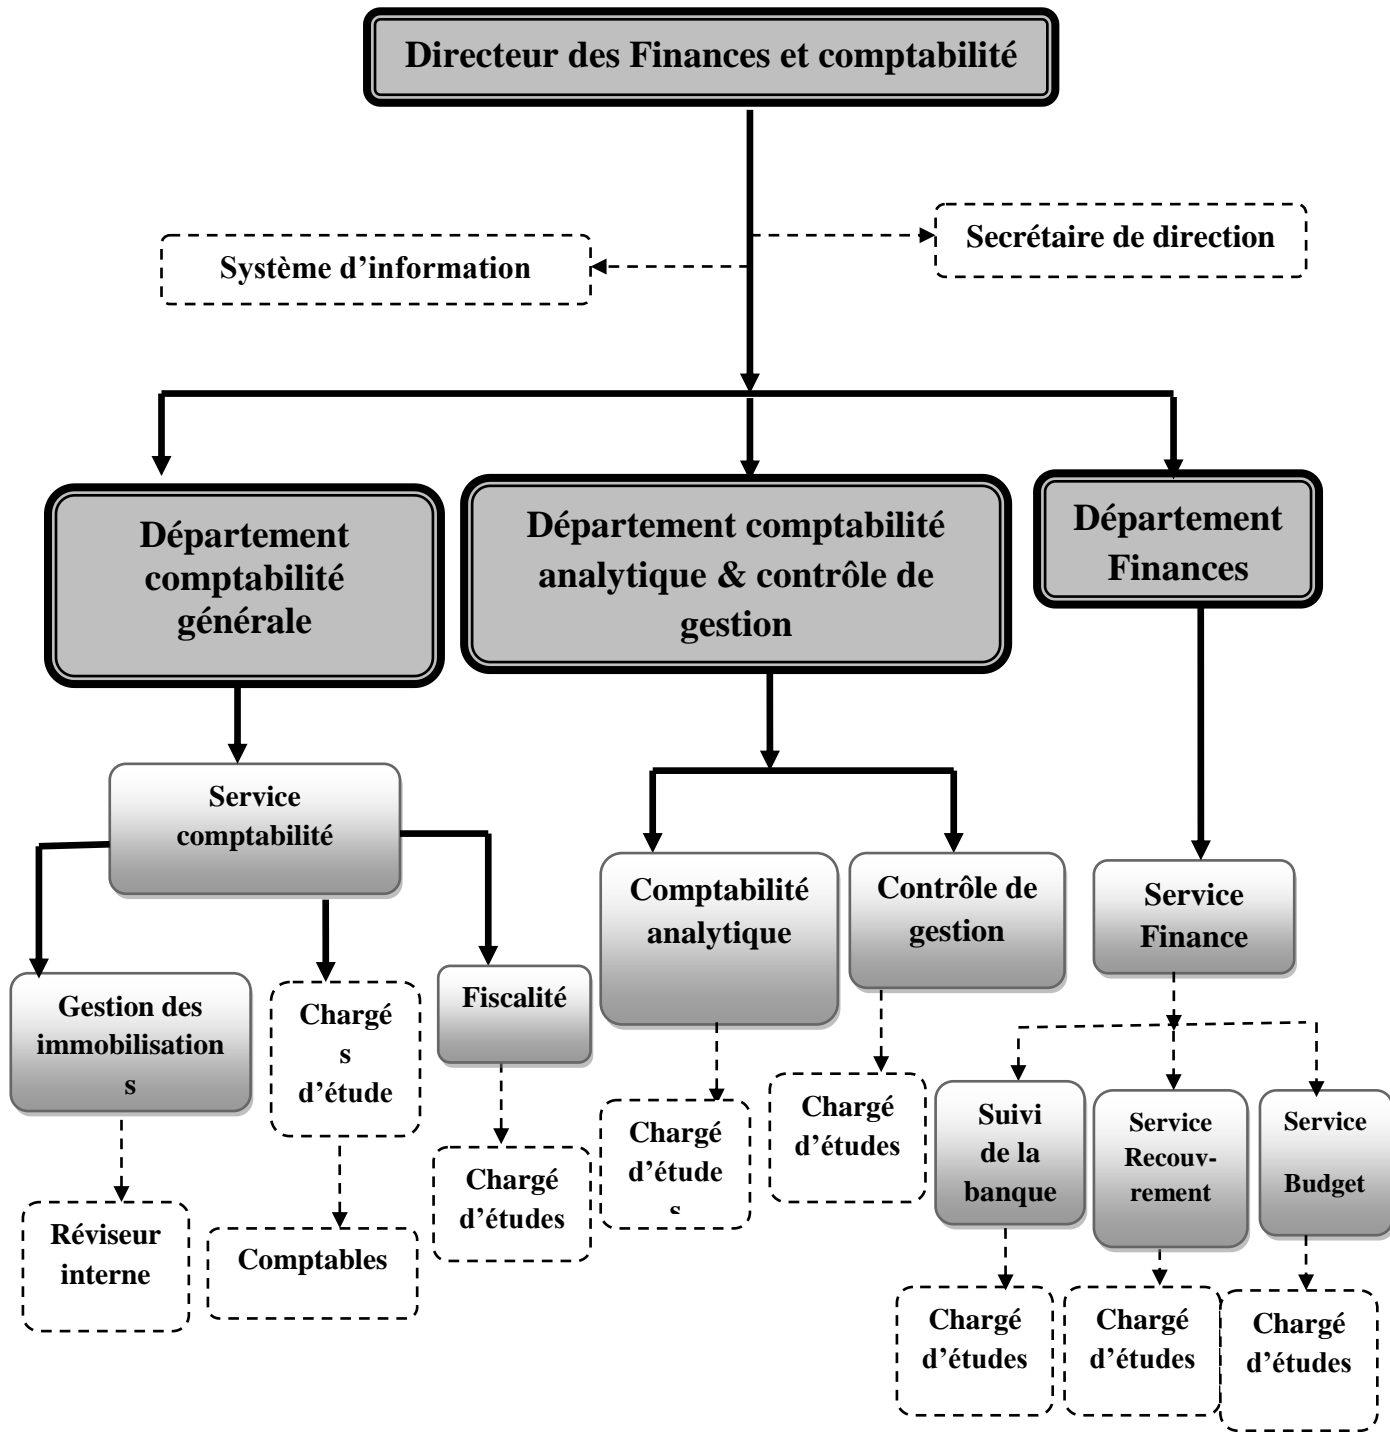 Directeur des Finances et comptabilité
Secrétaire de direction
Système d’information
Département
comptabilité
générale
Département comptabilité
analytique & contrôle de
gestion
Département
Finances
Service
comptabilité
Comptabilité
analytique
Contrôle de
gestion
Service
Finance
Gestion des
immobilisation
s
Chargé
s
d’étude
Fiscalité
Chargé
d’études
Chargé
d’étude
s
Chargé
d’études
Suivi
de la
banque
Service
Recouv-
rement
Service
Budget
Réviseur
interne
Comptables
Chargé
d’études
Chargé
d’études
Chargé
d’études